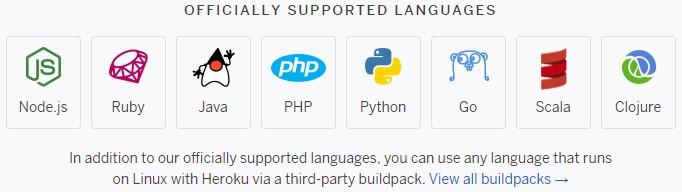 OFFICIALLY SUPPORTED LANGUAGES
JS
php
Node.js Ruby Java PHP Python Go Scala Clojure
In addition to our officially supported languages, you can use any language that runs
on Linux with Heroku via a third-party buildpack. View all buildpacks →